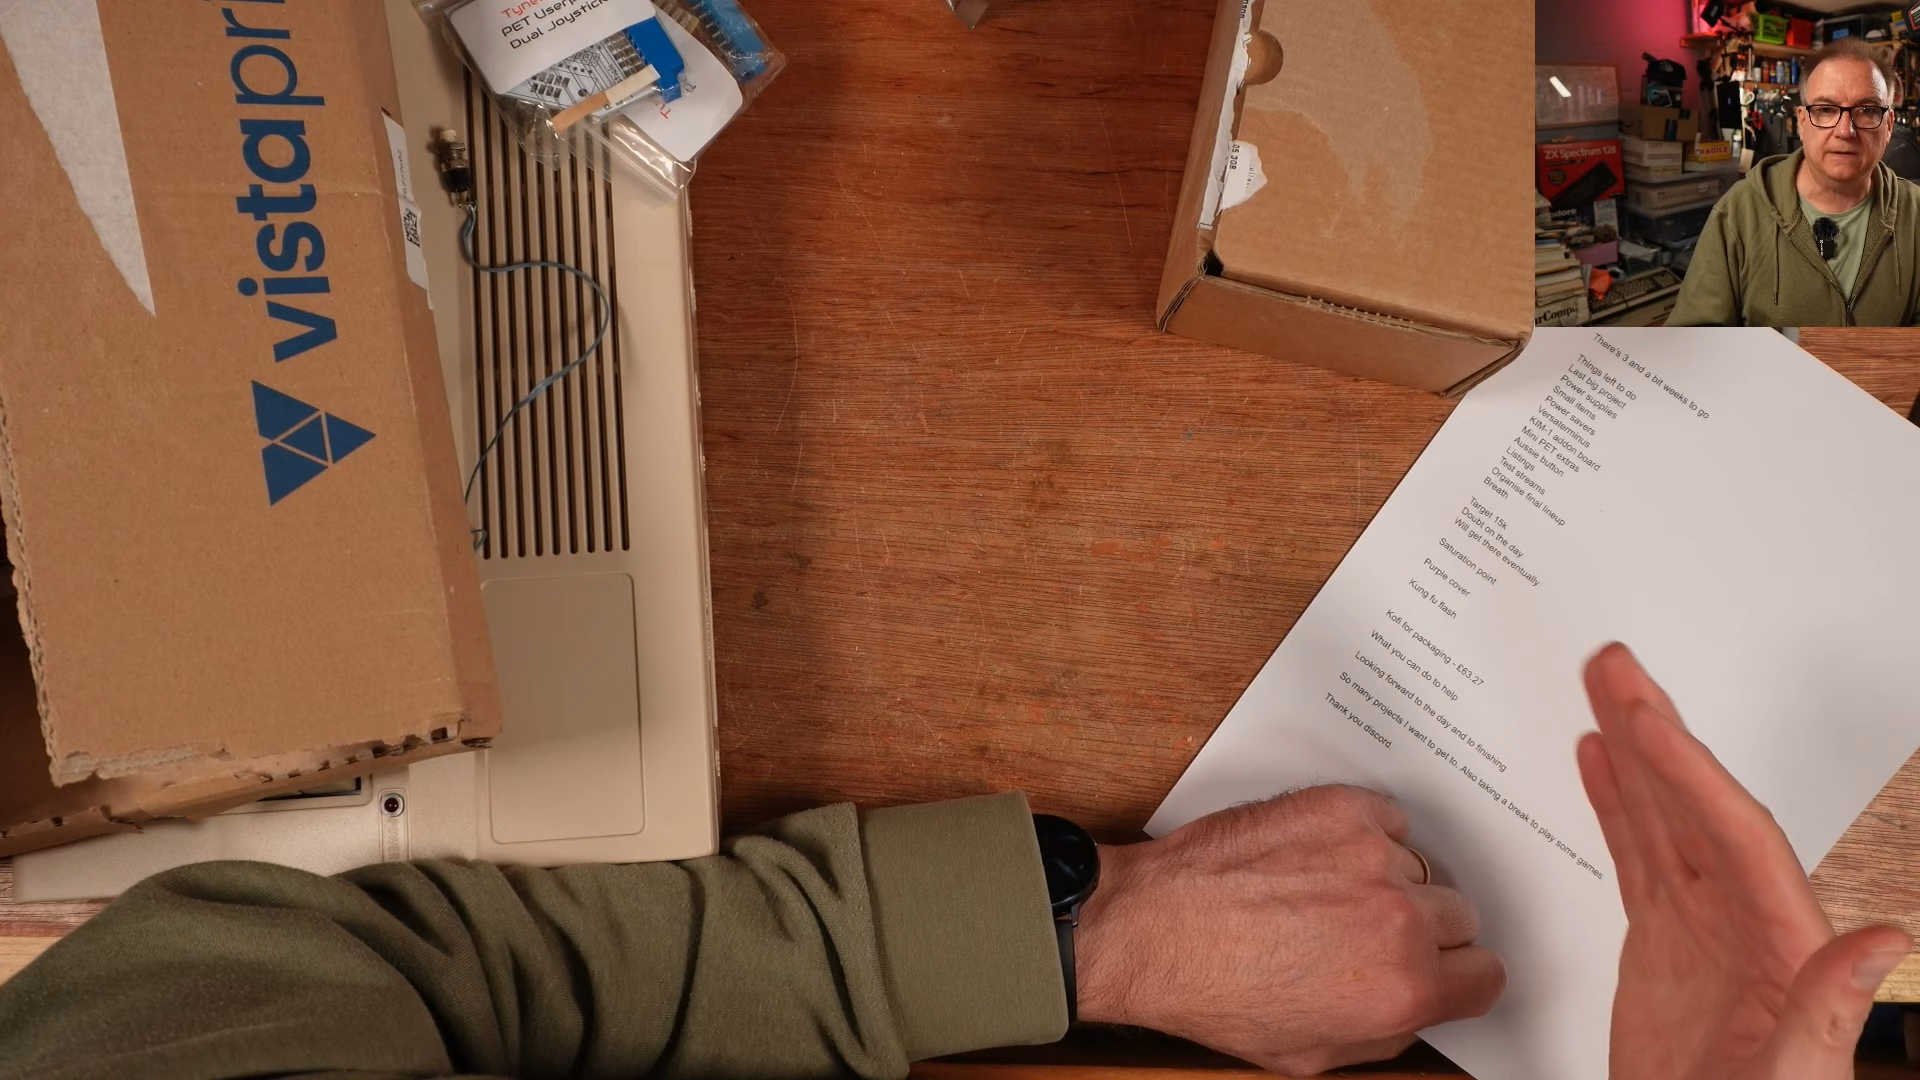 vistapri
Tynes
PET Userp
Dual Joystick
ZX Spectrum 128
FRAGILE
There's 3 and a bit weeks to go
Things left to do
Last big project
Power supplies
Small items
Power savers
Versaterminus
KIM-1 addon board
Mini PET extras
Aussie button
Listings
Test streams
Organise final lineup
Breath
Target 15k
Doubt on the day
Will get there eventually
Saturation point
Purple cover
Kung fu flash
Kofi for packaging - £63.27
What you can do to help
Looking forward to the day and to finishing
So many projects I want to get to. Also taking a break to play some games.
Thank you discord.